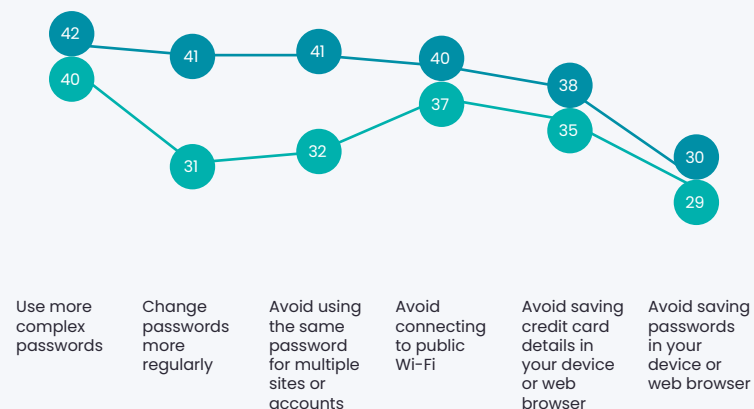 42
41
41
40
38
30
40
31
32
37
35
29
Use more
complex
passwords
Change
passwords
more
regularly
Avoid using
the same
password
for multiple
sites or
accounts
Avoid
connecting
to public
Wi-Fi
Avoid saving
credit card
details in
your device
or web
browser
Avoid saving
passwords
in your
device or
web browser